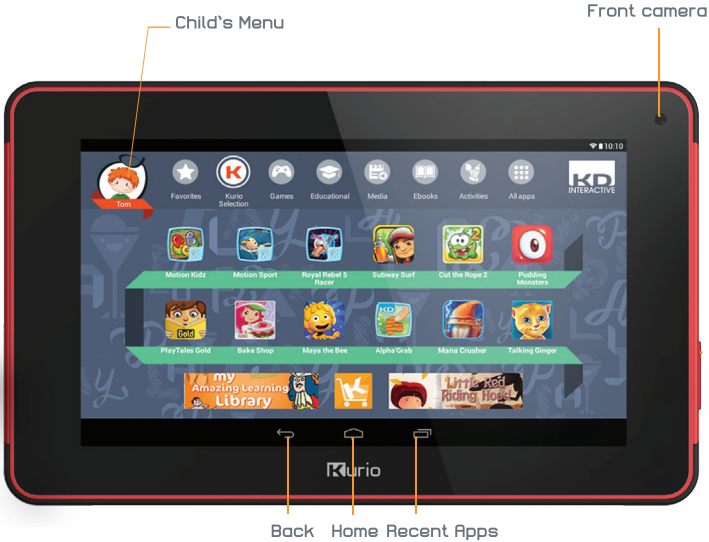 Front camera
Child's Menu
10:10
Tom
Favorites
Kurio
Selection
Games
Educational
Media
Ebooks
Activities
All apps
KD
INTERACTIVE
Motion Kidz
Motion Sport
Royal Rebel 5
Racer
Subway Surf
Cut the Rope 2
Pudding
Monsters
Gold
KD
PlayTales Gold
Bake Shop
Maya the Bee
Alpha'Grab
Mana Crusher
Talking Ginger
my
Amazing Learning
Library
Little Red
Riding Hood
Kurio
Back
Home
Recent Apps